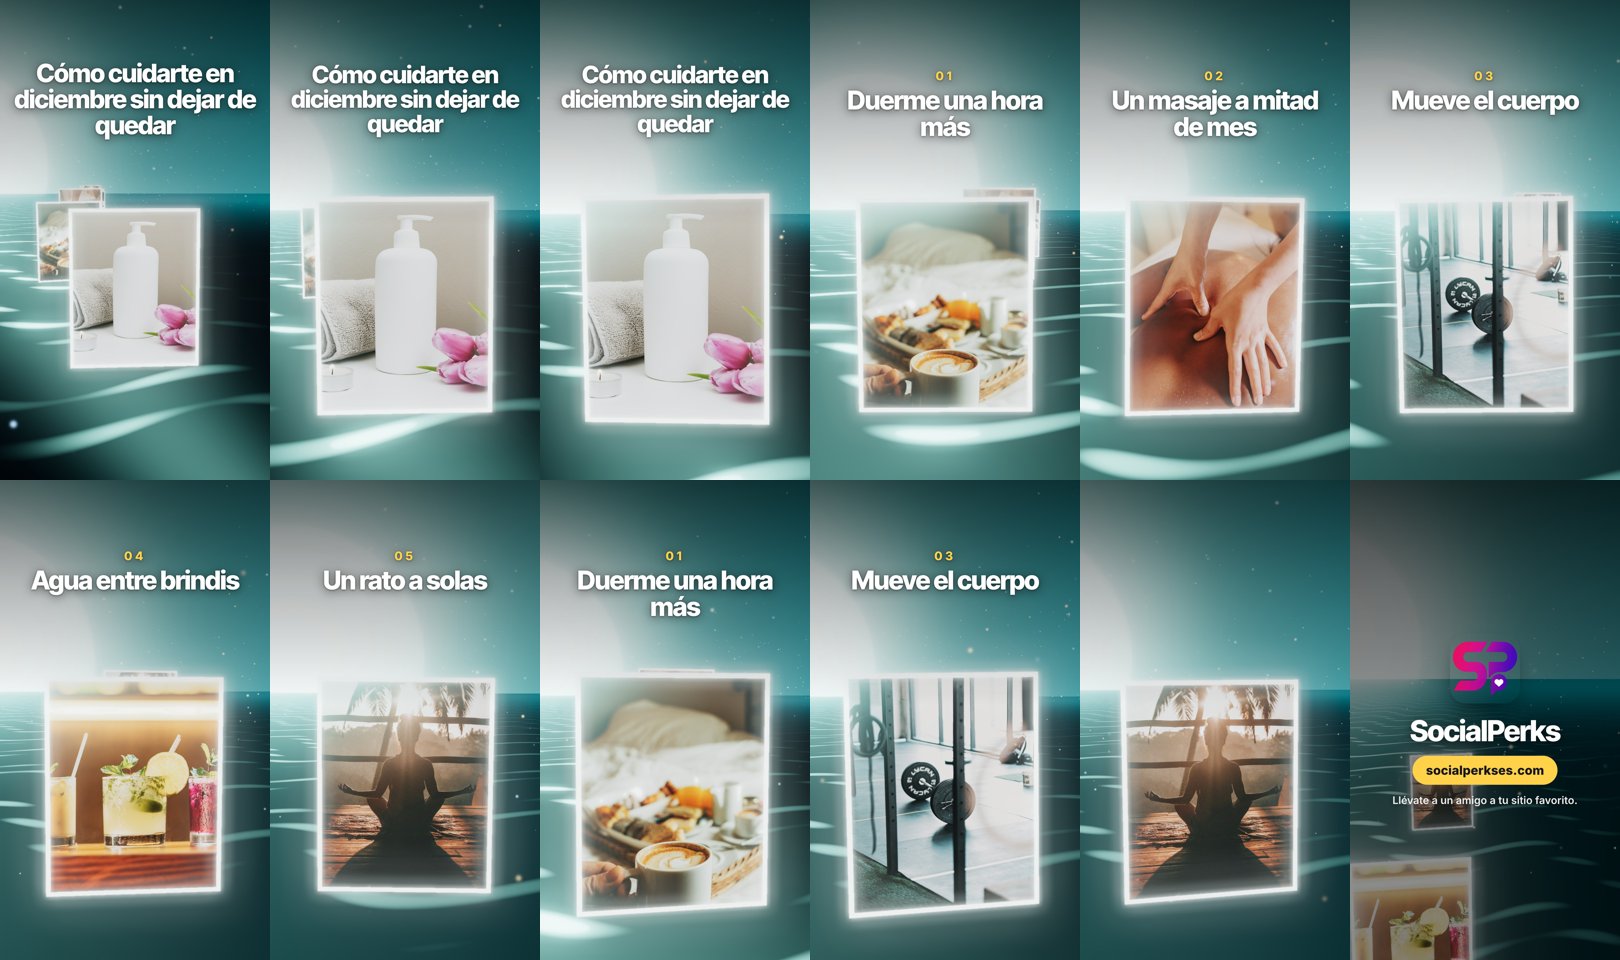 Cómo cuidarte en
diciembre sin dejar de
quedar
Cómo cuidarte en
diciembre sin dejar de
quedar
Cómo cuidarte en
diciembre sin dejar de
quedar
01
Duerme una hora
más
02
Un masaje a mitad
de mes
03
Mueve el cuerpo
04
Agua entre brindis
05
Un rato a solas
01
Duerme una hora
más
03
Mueve el cuerpo
SP
SocialPerks
socialperkses.com
Llévate a un amigo a tu sitio favorito.